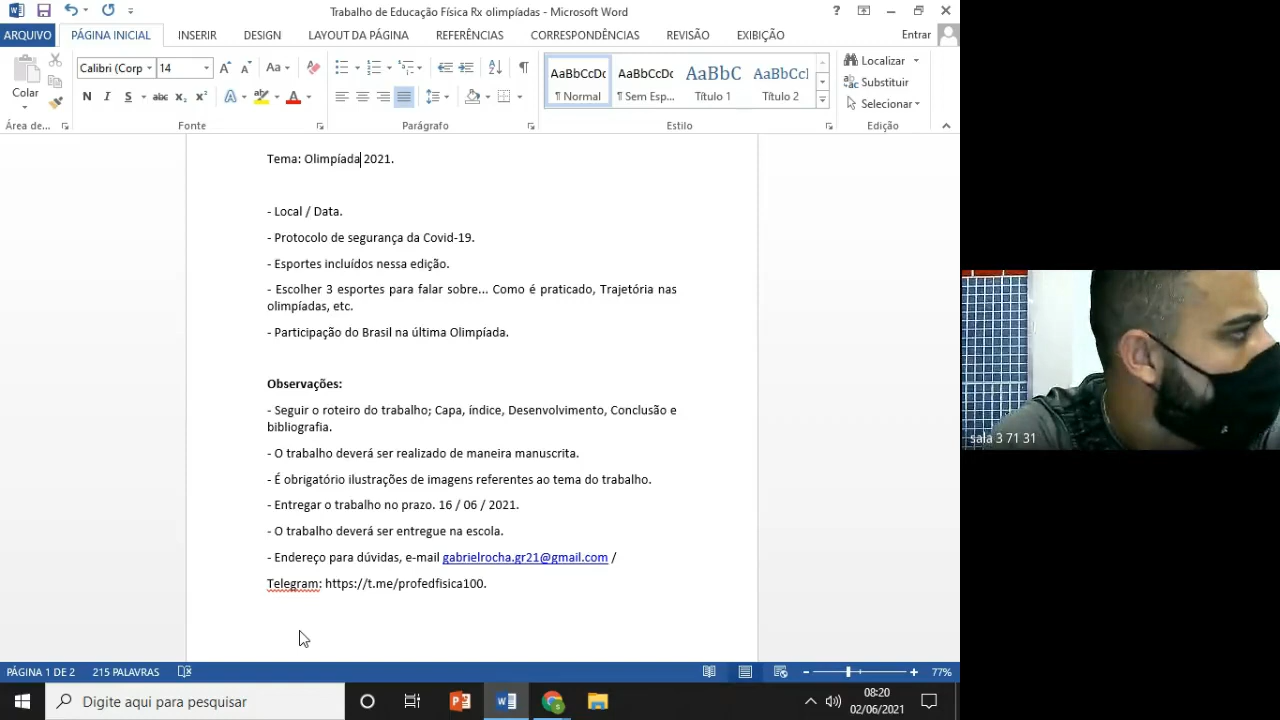 Trabalho de Educação Física Rx olimpíadas - Microsoft Word
?
ARQUIVO PÁGINA INICIAL INSERIR DESIGN LAYOUT DA PÁGINA REFERÊNCIAS CORRESPONDÊNCIAS REVISÃO EXIBIÇÃO Entrar
Calibri (Corp 14 Aa Localizar
AaBbCcDc AaBbCcDc AaBbC AaBbCcI
Substituir
Colar N I S abc x₂ x² A ab A ¶ Normal ¶ Sem Esp... Título 1 Título 2 Selecionar
Área de... Fonte Parágrafo Estilo Edição
Tema: Olimpíada 2021.
- Local / Data.
- Protocolo de segurança da Covid-19.
- Esportes incluídos nessa edição.
- Escolher 3 esportes para falar sobre... Como é praticado, Trajetória nas
olimpíadas, etc.
- Participação do Brasil na última Olimpíada.
Observações:
- Seguir o roteiro do trabalho; Capa, índice, Desenvolvimento, Conclusão e
bibliografia.
- O trabalho deverá ser realizado de maneira manuscrita.
- É obrigatório ilustrações de imagens referentes ao tema do trabalho.
- Entregar o trabalho no prazo. 16 / 06 / 2021.
- O trabalho deverá ser entregue na escola.
- Endereço para dúvidas, e-mail gabrielrocha.gr21@gmail.com /
Telegram: https://t.me/profedfisica100.
sala 3 71 31
PÁGINA 1 DE 2 215 PALAVRAS 77%
Digite aqui para pesquisar
08:20
02/06/2021